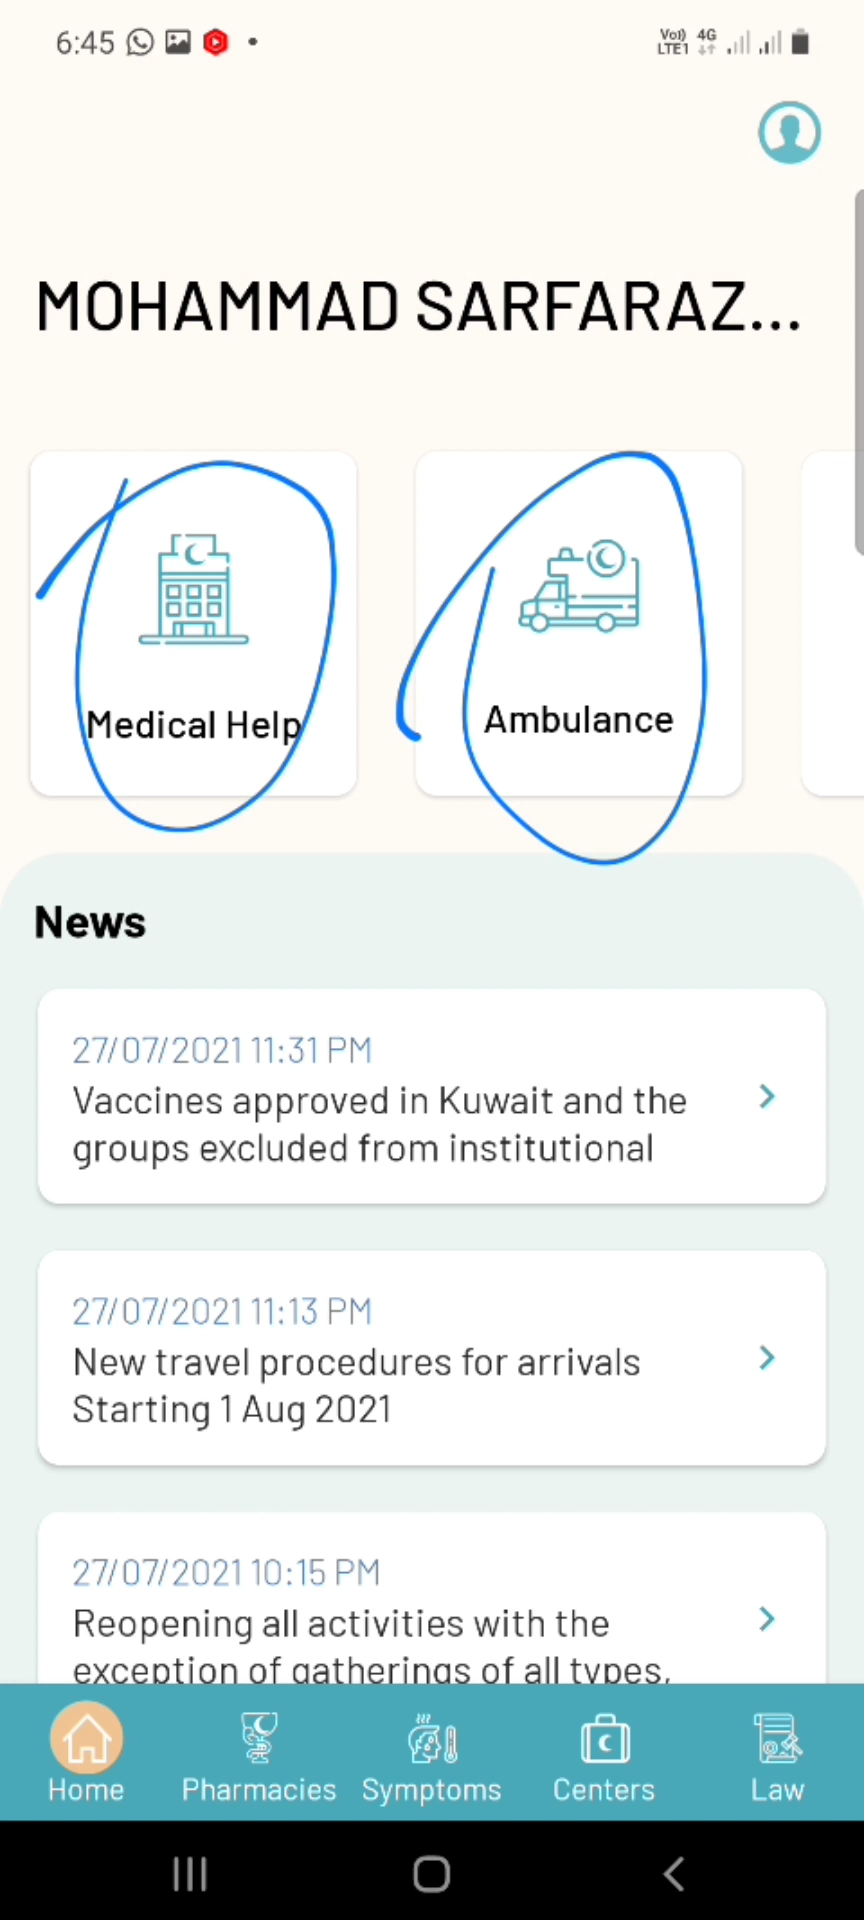 6:45
Vo)) 4G
LTE1
MOHAMMAD SARFARAZ...
Medical Help
Ambulance
News
27/07/2021 11:31 PM
Vaccines approved in Kuwait and the
groups excluded from institutional
27/07/2021 11:13 PM
New travel procedures for arrivals
Starting 1 Aug 2021
27/07/2021 10:15 PM
Reopening all activities with the
exception of gatherings of all types,
Home Pharmacies Symptoms Centers Law